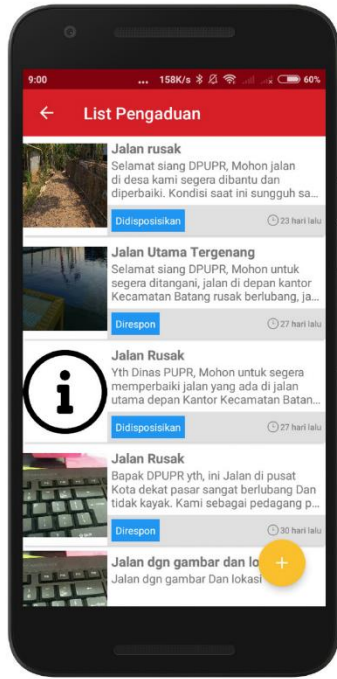 9:00 ... 158K/s 60%
List Pengaduan
Jalan rusak
Selamat siang DPUPR, Mohon jalan
di desa kami segera dibantu dan
diperbaiki. Kondisi saat ini sungguh sa...
Didisposisikan 23 hari lalu
Jalan Utama Tergenang
Selamat siang DPUPR, Mohon untuk
segera ditangani, jalan di depan kantor
Kecamatan Batang rusak berlubang, ja...
Direspon 27 hari lalu
Jalan Rusak
Yth Dinas PUPR, Mohon untuk segera
memperbaiki jalan yang ada di jalan
utama depan Kantor Kecamatan Batan...
Didisposisikan 27 hari lalu
Jalan Rusak
Bapak DPUPR yth, ini Jalan di pusat
Kota dekat pasar sangat berlubang Dan
tidak kayak. Kami sebagai pedagang p...
Direspon 30 hari lalu
Jalan dgn gambar dan lo
Jalan dgn gambar Dan lokasi